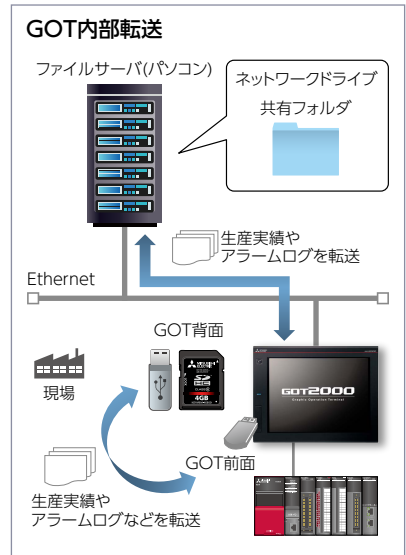 GOT内部転送
ファイルサーバ(パソコン)
ネットワークドライブ
共有フォルダ
生産実績や
アラームログを転送
Ethernet
GOT背面
現場
4GB
GOT2000
Graphic Operation Terminal
GOT前面
生産実績や
アラームログなどを転送